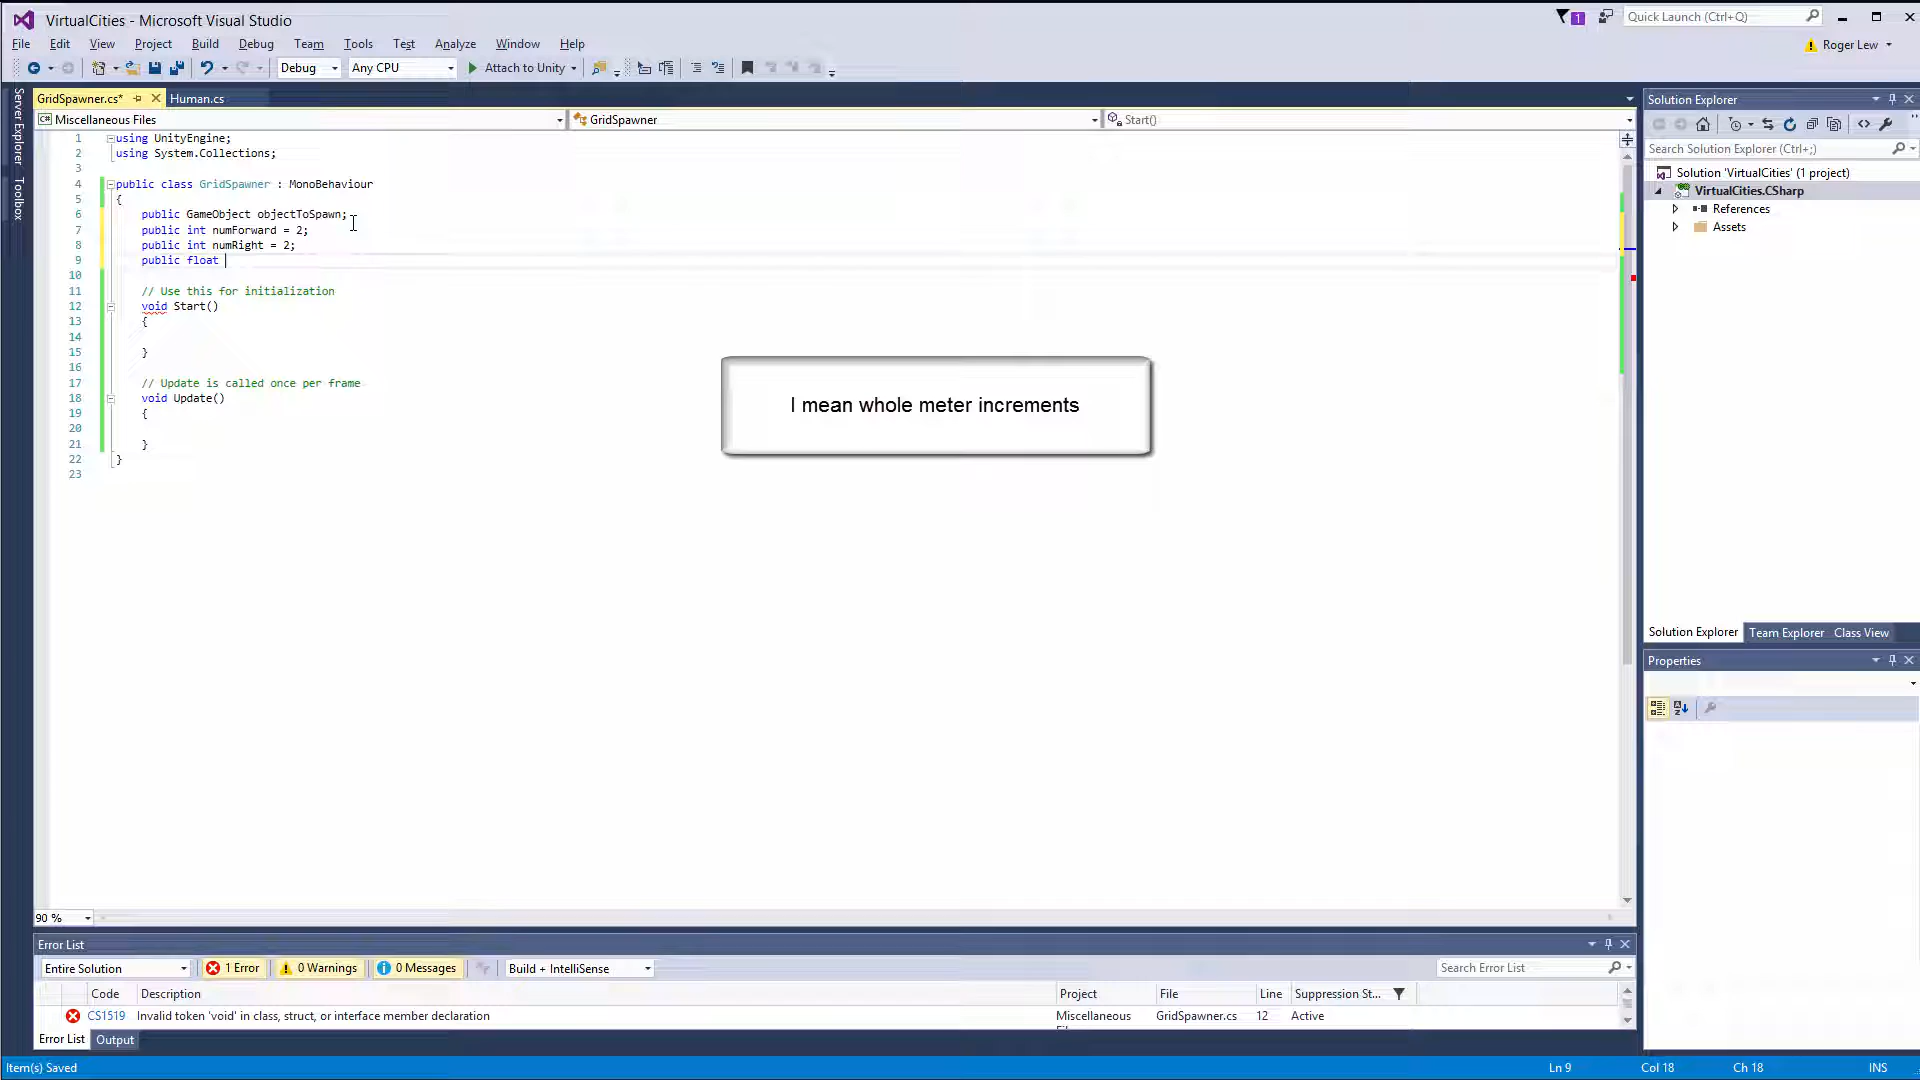 VirtualCities - Microsoft Visual Studio
1
Quick Launch (Ctrl+Q)
File Edit View Project Build Debug Team Tools Test Analyze Window Help
Roger Lew
Debug Any CPU Attach to Unity
Server Explorer
Toolbox
GridSpawner.cs* Human.cs
Miscellaneous Files GridSpawner Start()
1 using UnityEngine;
2 using System.Collections;
3
4 public class GridSpawner : MonoBehaviour
5 {
6 public GameObject objectToSpawn;
7 public int numForward = 2;
8 public int numRight = 2;
9 public float
10
11 // Use this for initialization
12 void Start()
13 {
14
15 }
16
17 // Update is called once per frame
18 void Update()
19 {
20
21 }
22 }
23
I mean whole meter increments
90 %
Solution Explorer
Search Solution Explorer (Ctrl+;)
Solution 'VirtualCities' (1 project)
VirtualCities.CSharp
References
Assets
Solution Explorer Team Explorer Class View
Properties
Error List
Entire Solution 1 Error 0 Warnings 0 Messages Build + IntelliSense Search Error List
Code Description Project File Line Suppression St...
CS1519 Invalid token 'void' in class, struct, or interface member declaration Miscellaneous GridSpawner.cs 12 Active
Error List Output
Item(s) Saved Ln 9 Col 18 Ch 18 INS